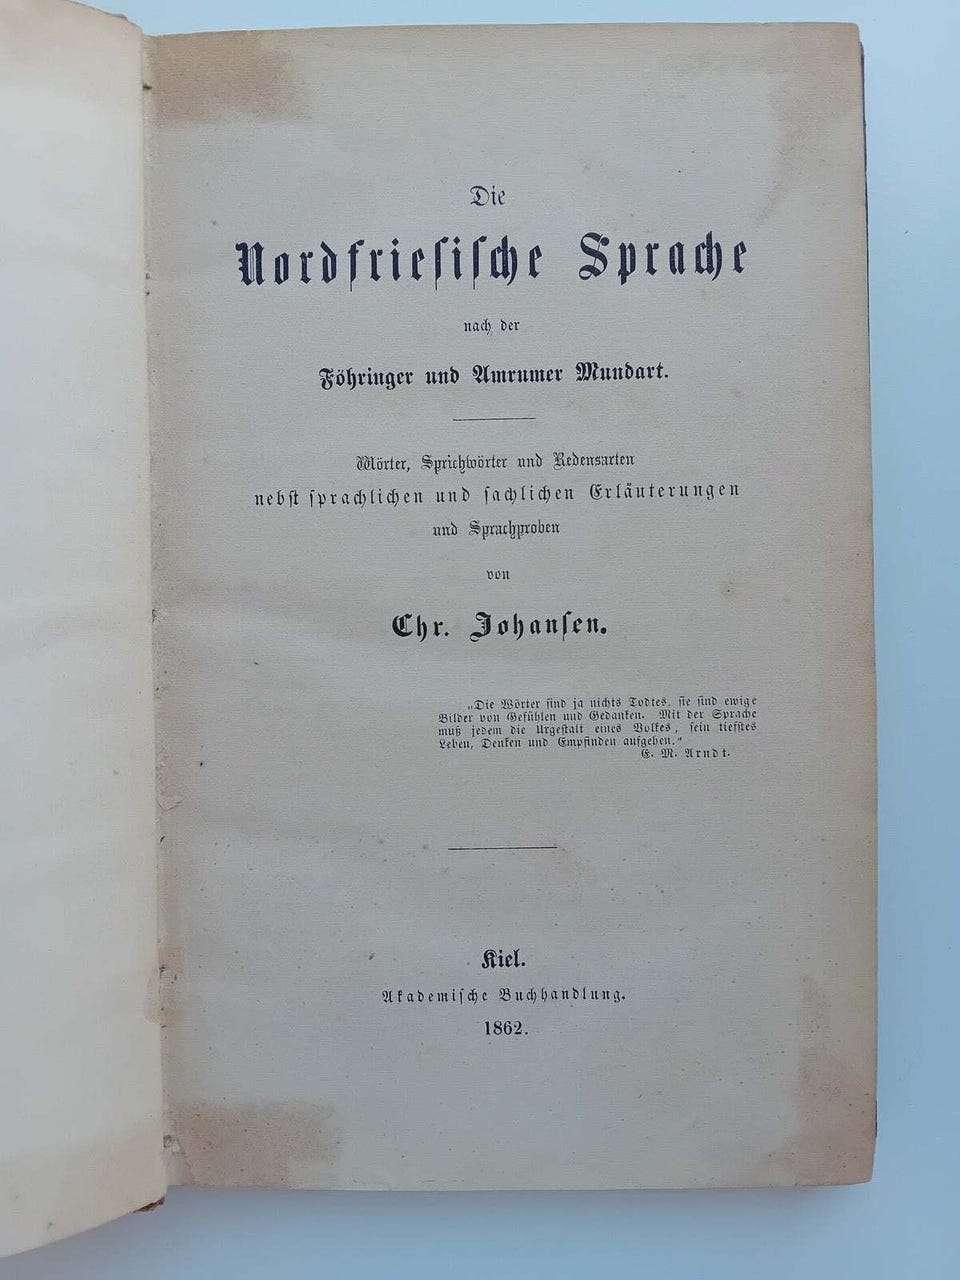 Die
Nordfriesische Sprache
nach der
Föhringer und Amrumer Mundart.
Wörter, Sprichwörter und Redensarten
nebst sprachlichen und sachlichen Erläuterungen
und Sprachproben
von
Chr. Johansen.
„Die Wörter sind ja nichts Todtes, sie sind ewige
Bilder von Gefühlen und Gedanken. Mit der Sprache
muß jedem die Urgestalt eines Volkes, sein tiefstes
Leben, Denken und Empfinden aufgehen.“
E. M. Arndt.
Kiel.
Akademische Buchhandlung.
1862.